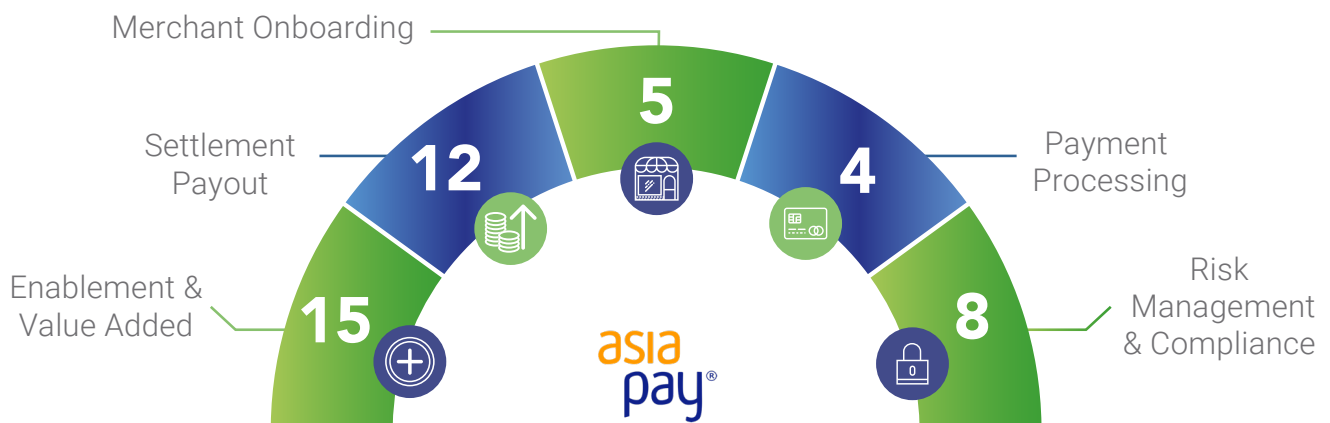 Merchant Onboarding
5
Settlement
Payout
12
4
Payment
Processing
Enablement &
Value Added
15
8
Risk
Management
& Compliance
asia
pay®
0